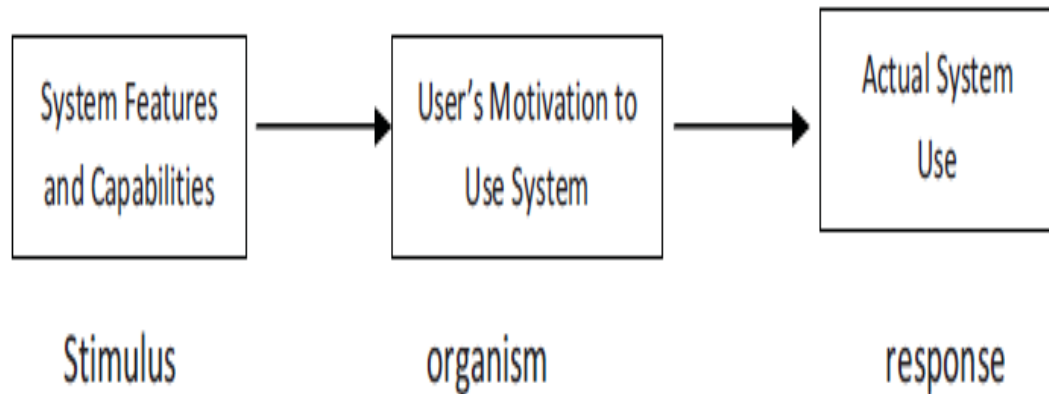 System Features
and Capabilities
User's Motivation to
Use System
Actual System
Use
Stimulus
organism
response